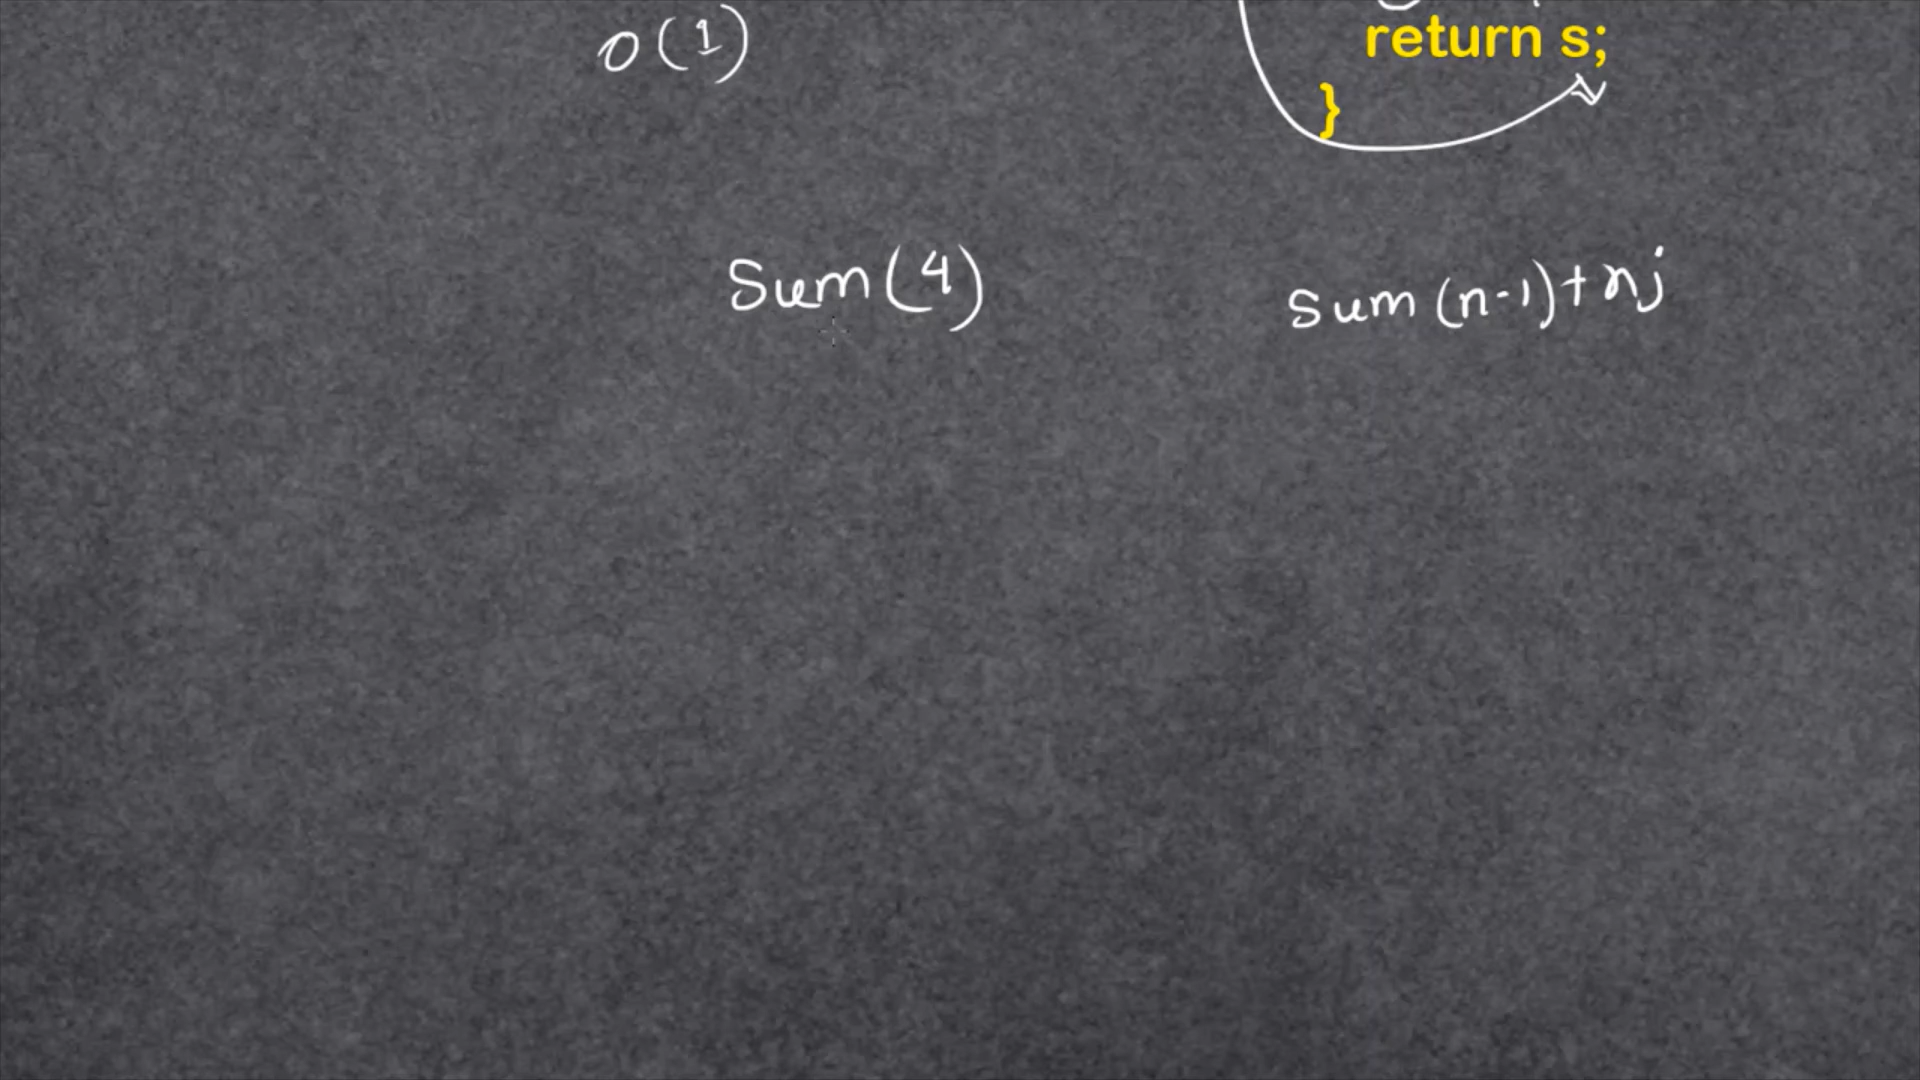 O(1)
return s;
}
Sum(4)
Sum(n-1)+n;